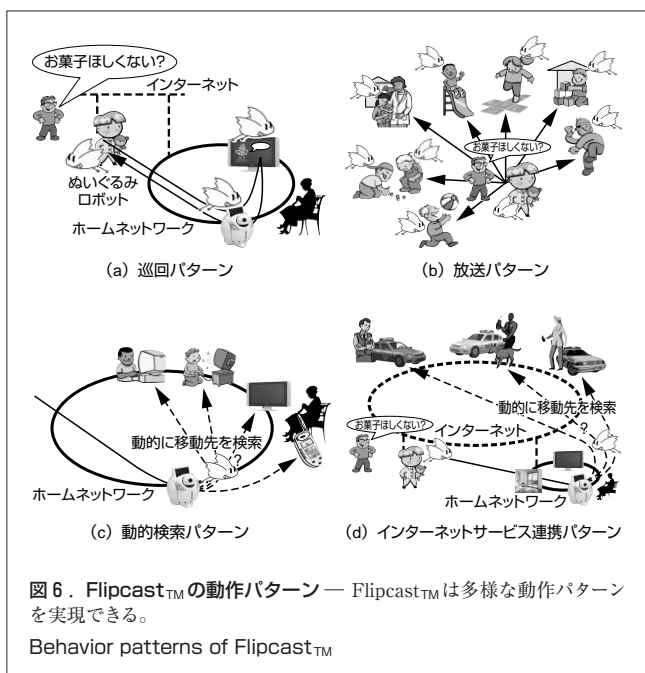 お菓子ほしくない?
インターネット
ぬいぐるみ
ロボット
ホームネットワーク
(a) 巡回パターン
お菓子ほしくない?
(b) 放送パターン
動的に移動先を検索
?
ホームネットワーク
(c) 動的検索パターン
動的に移動先を検索
?
お菓子ほしくない?
インターネット
ホームネットワーク
(d) インターネットサービス連携パターン
図6. FlipcastTMの動作パターン — FlipcastTMは多様な動作パターン
を実現できる。
Behavior patterns of FlipcastTM